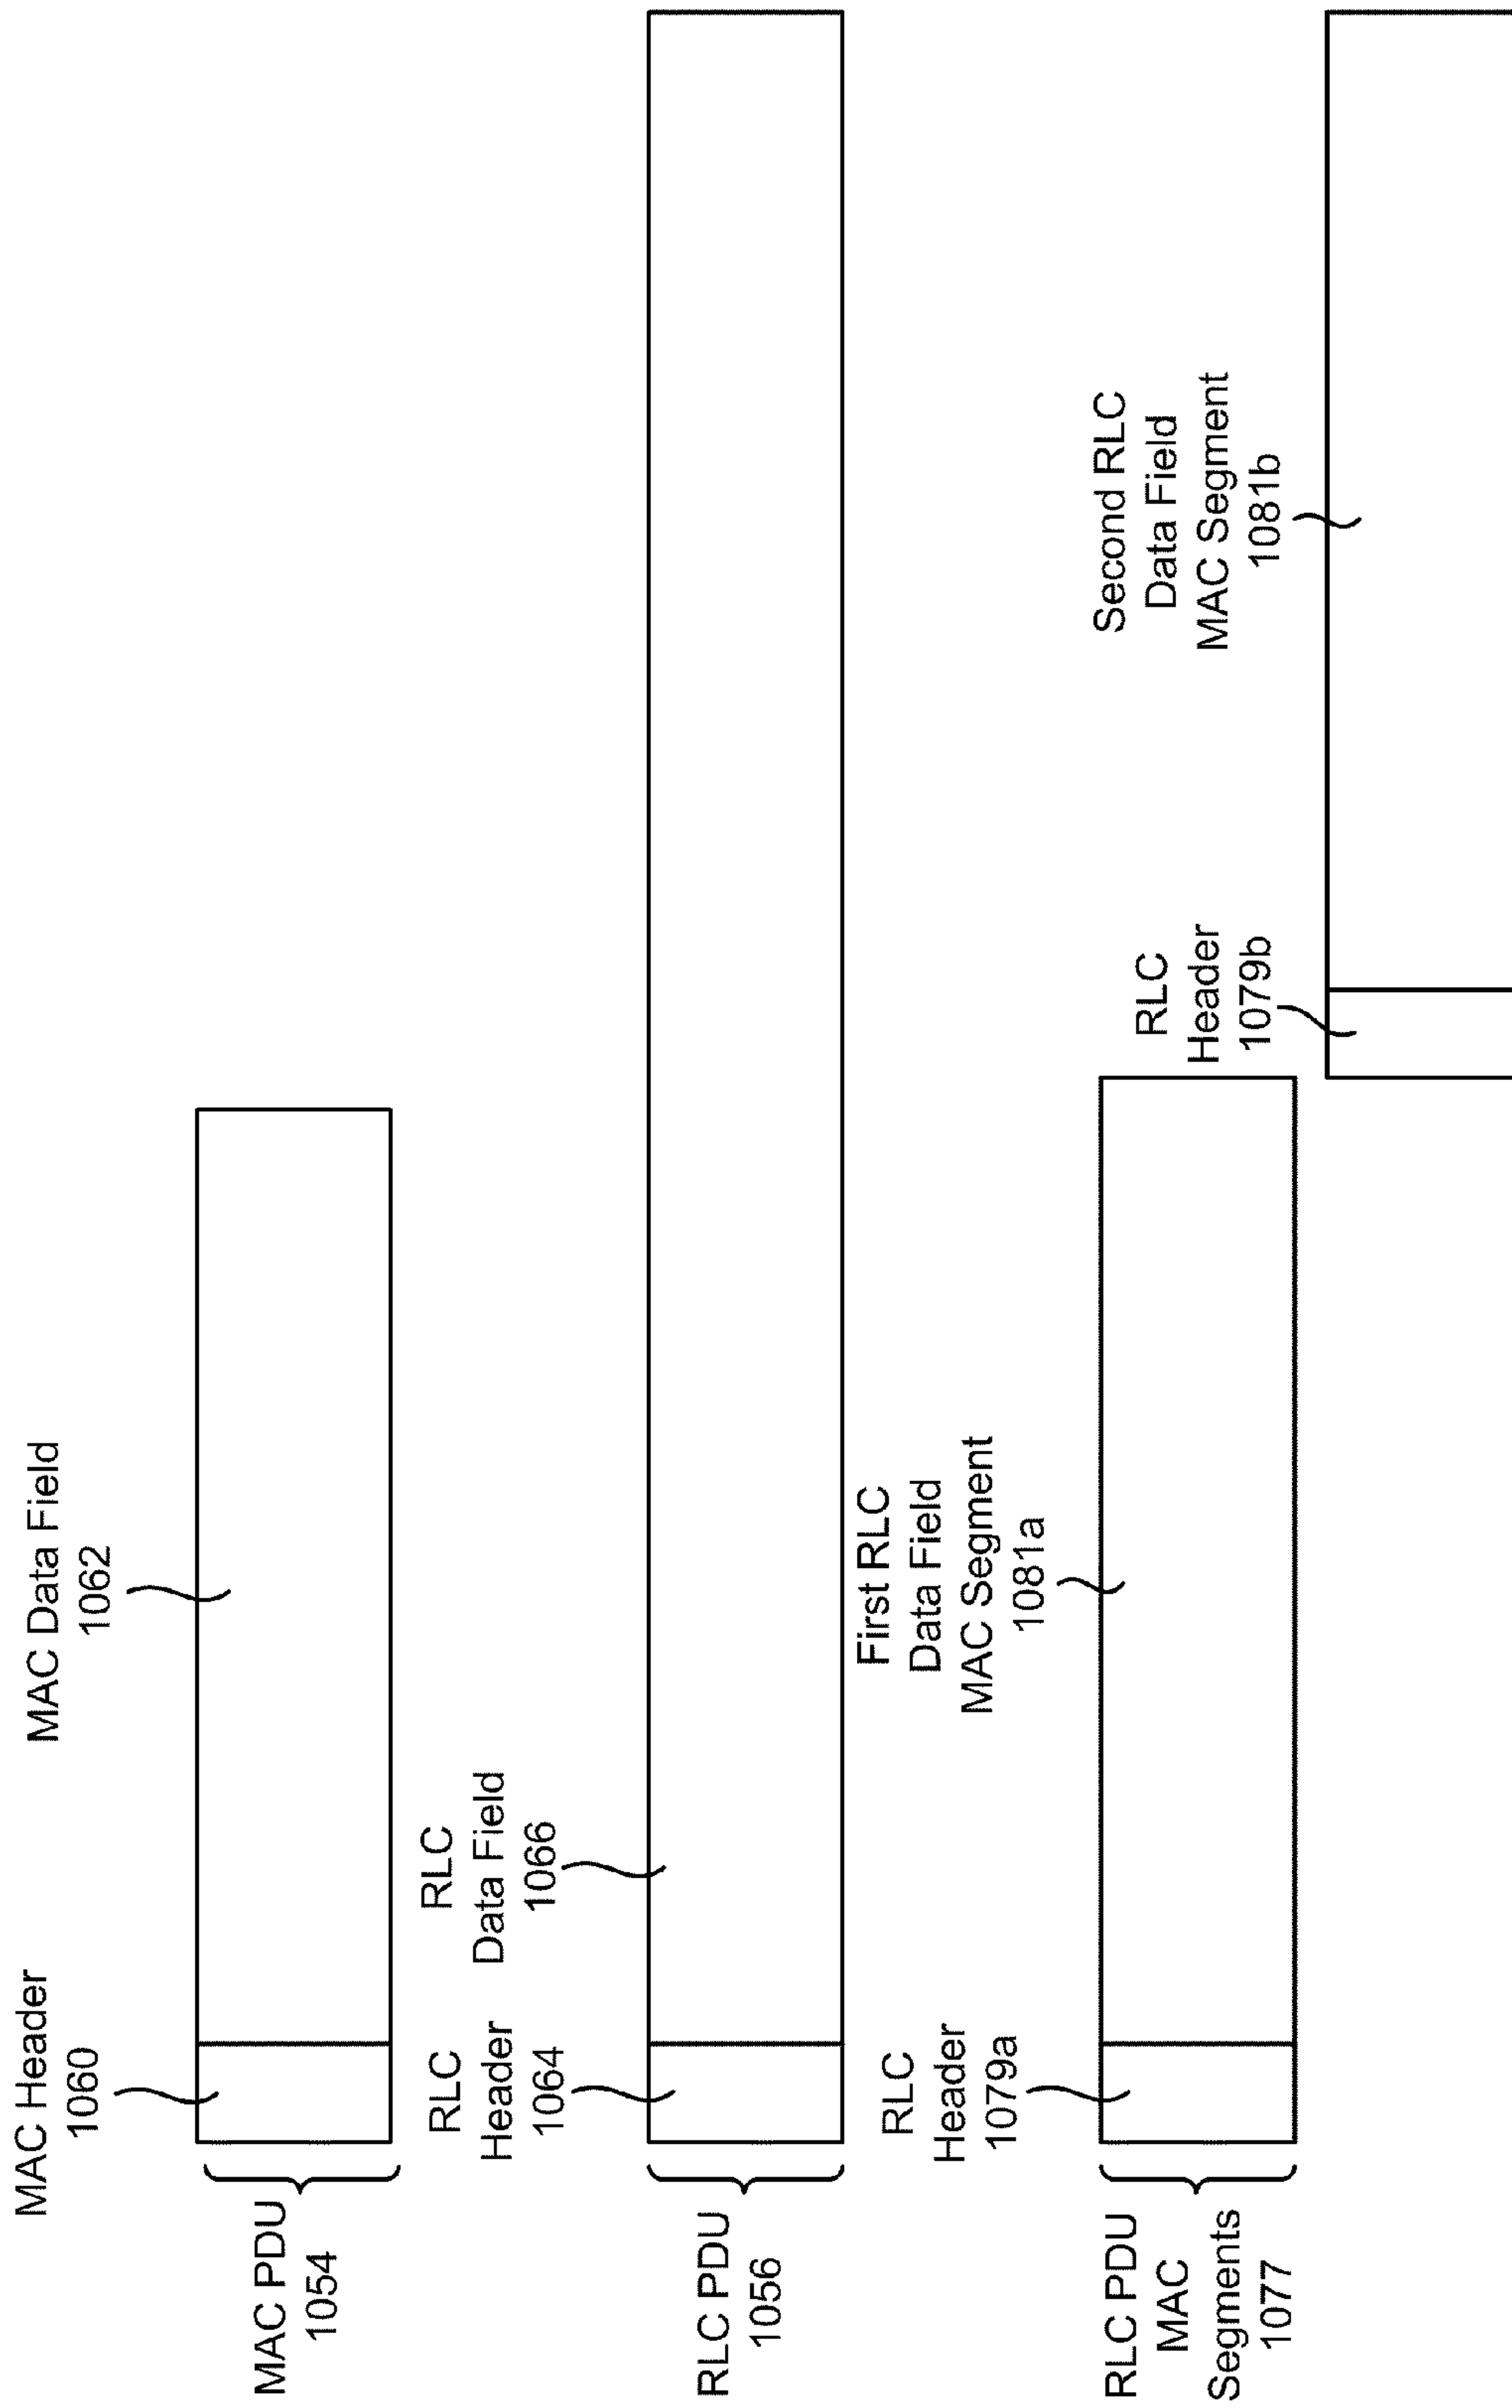 MAC Header
1060
MAC Data Field
1062
MAC PDU
1054
RLC
Header
1064
RLC
Data Field
1066
RLC PDU
1056
RLC
Header
1079a
First RLC
Data Field
MAC Segment
1081a
RLC
Header
1079b
Second RLC
Data Field
MAC Segment
1081b
RLC PDU
MAC
Segments
1077